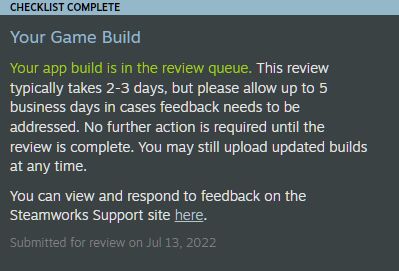 CHECKLIST COMPLETE
Your Game Build
Your app build is in the review queue. This review
typically takes 2-3 days, but please allow up to 5
business days in cases feedback needs to be
addressed. No further action is required until the
review is complete. You may still upload updated builds
at any time.
You can view and respond to feedback on the
Steamworks Support site here.
Submitted for review on Jul 13, 2022